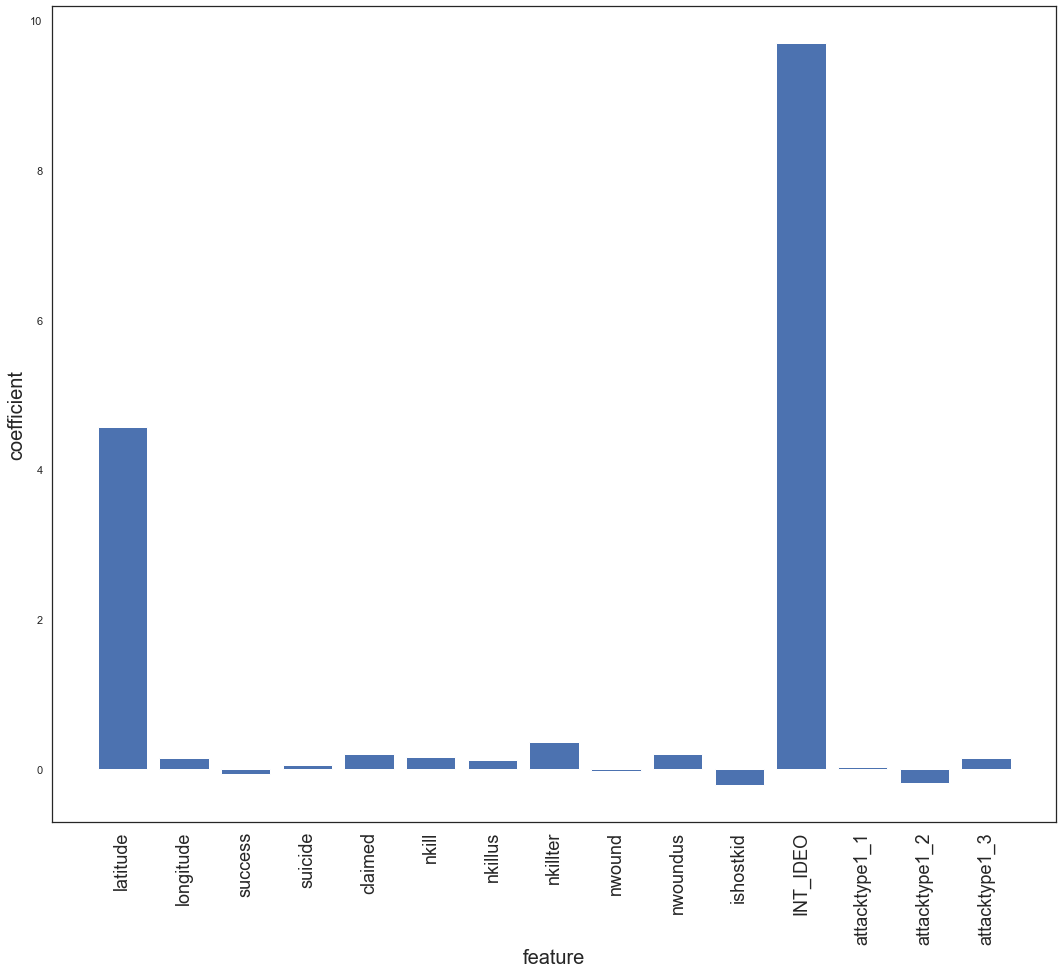 10
8
6
4
2
0
coefficient
latitude
longitude
success
suicide
claimed
nkill
nkillus
nkillter
nwound
nwoundus
ishostkid
INT_IDEO
attacktype1_1
attacktype1_2
attacktype1_3
feature